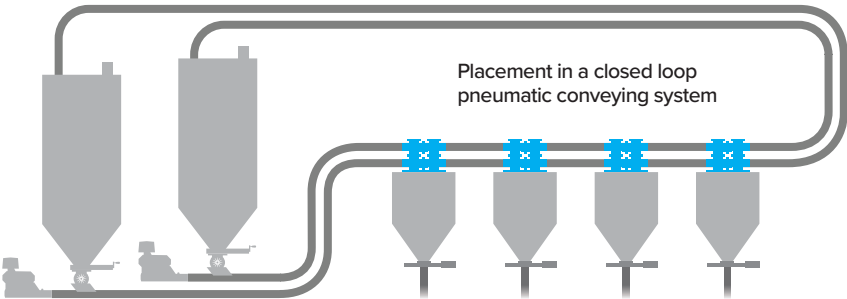 Placement in a closed loop
pneumatic conveying system